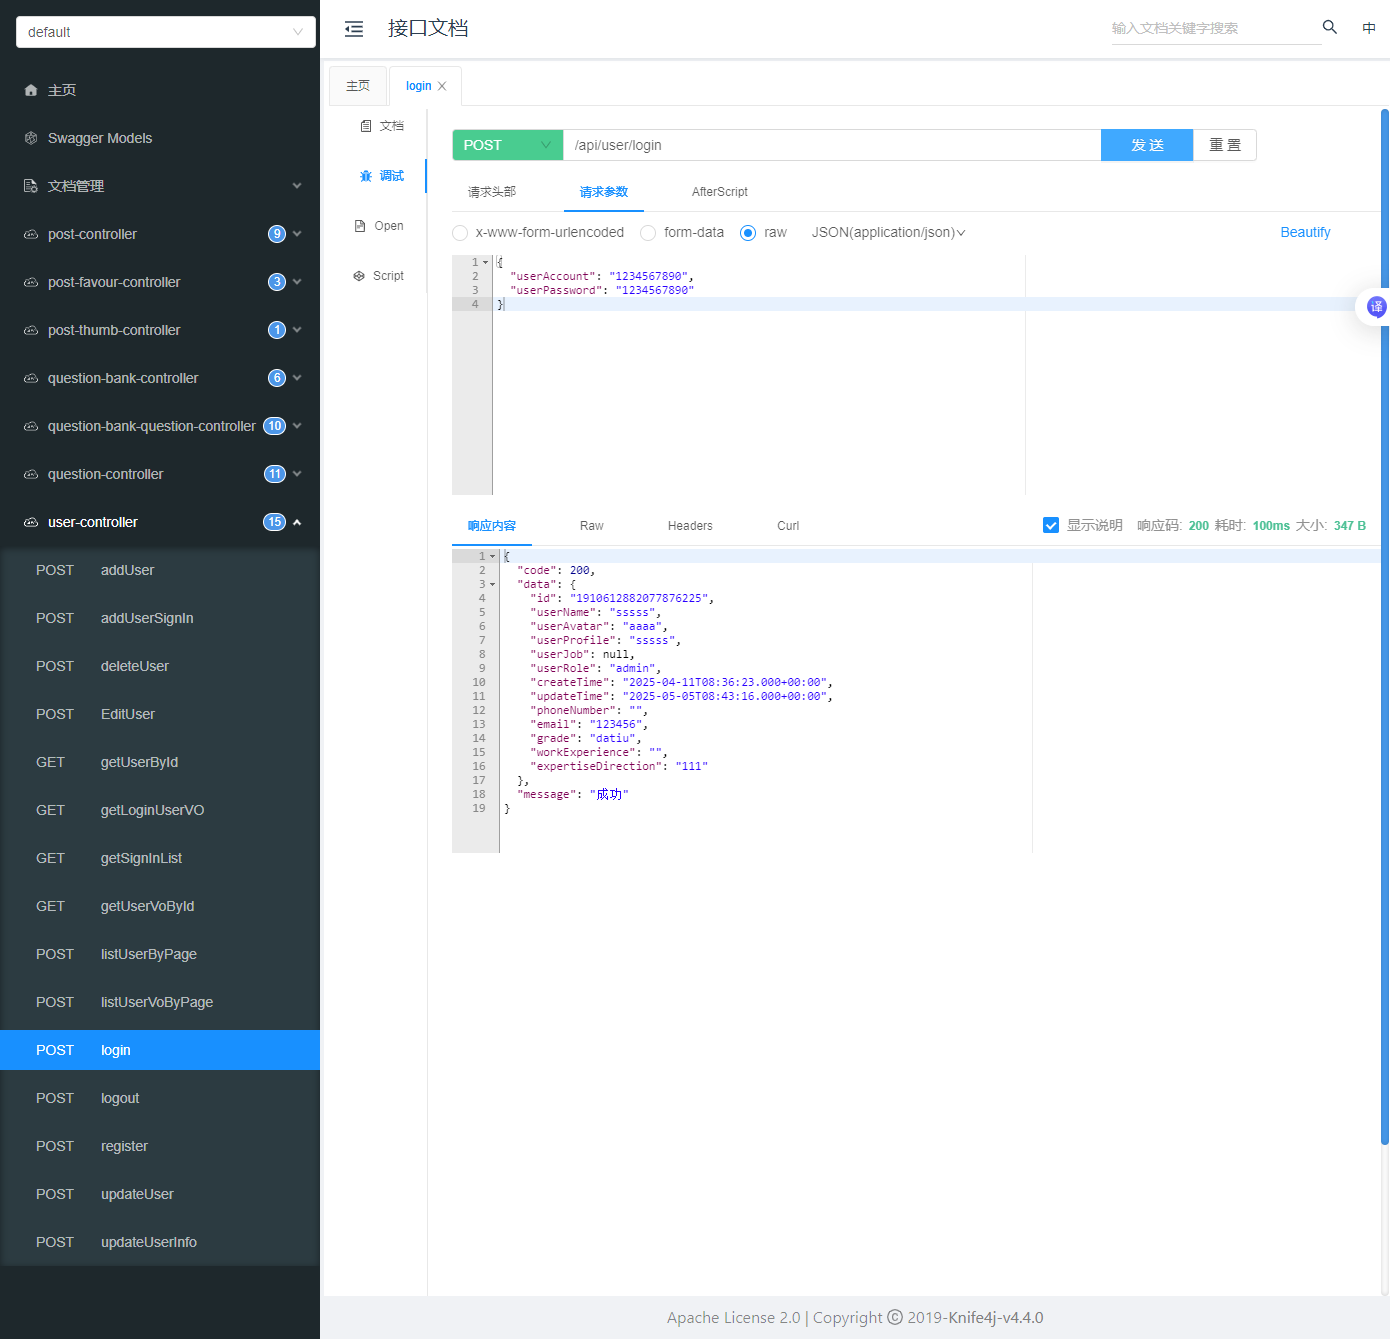 default
主页
Swagger Models
文档管理
post-controller 9
post-favour-controller 3
post-thumb-controller 1
question-bank-controller 6
question-bank-question-controller 10
question-controller 11
user-controller 15
POST addUser
POST addUserSignIn
POST deleteUser
POST EditUser
GET getUserById
GET getLoginUserVO
GET getSignInList
GET getUserVoById
POST listUserByPage
POST listUserVoByPage
POST login
POST logout
POST register
POST updateUser
POST updateUserInfo
接口文档
输入文档关键字搜索
中
主页 login
文档
调试
Open
Script
POST /api/user/login 发 送 重 置
请求头部 请求参数 AfterScript
x-www-form-urlencoded form-data raw JSON(application/json) Beautify
1 {
2 "userAccount": "1234567890",
3 "userPassword": "1234567890"
4 }
译
响应内容 Raw Headers Curl 显示说明 响应码: 200 耗时: 100ms 大小: 347 B
1 {
2 "code": 200,
3 "data": {
4 "id": "1910612882077876225",
5 "userName": "sssss",
6 "userAvatar": "aaaa",
7 "userProfile": "sssss",
8 "userJob": null,
9 "userRole": "admin",
10 "createTime": "2025-04-11T08:36:23.000+00:00",
11 "updateTime": "2025-05-05T08:43:16.000+00:00",
12 "phoneNumber": "",
13 "email": "123456",
14 "grade": "datiu",
15 "workExperience": "",
16 "expertiseDirection": "111"
17 },
18 "message": "成功"
19 }
Apache License 2.0 | Copyright © 2019-Knife4j-v4.4.0